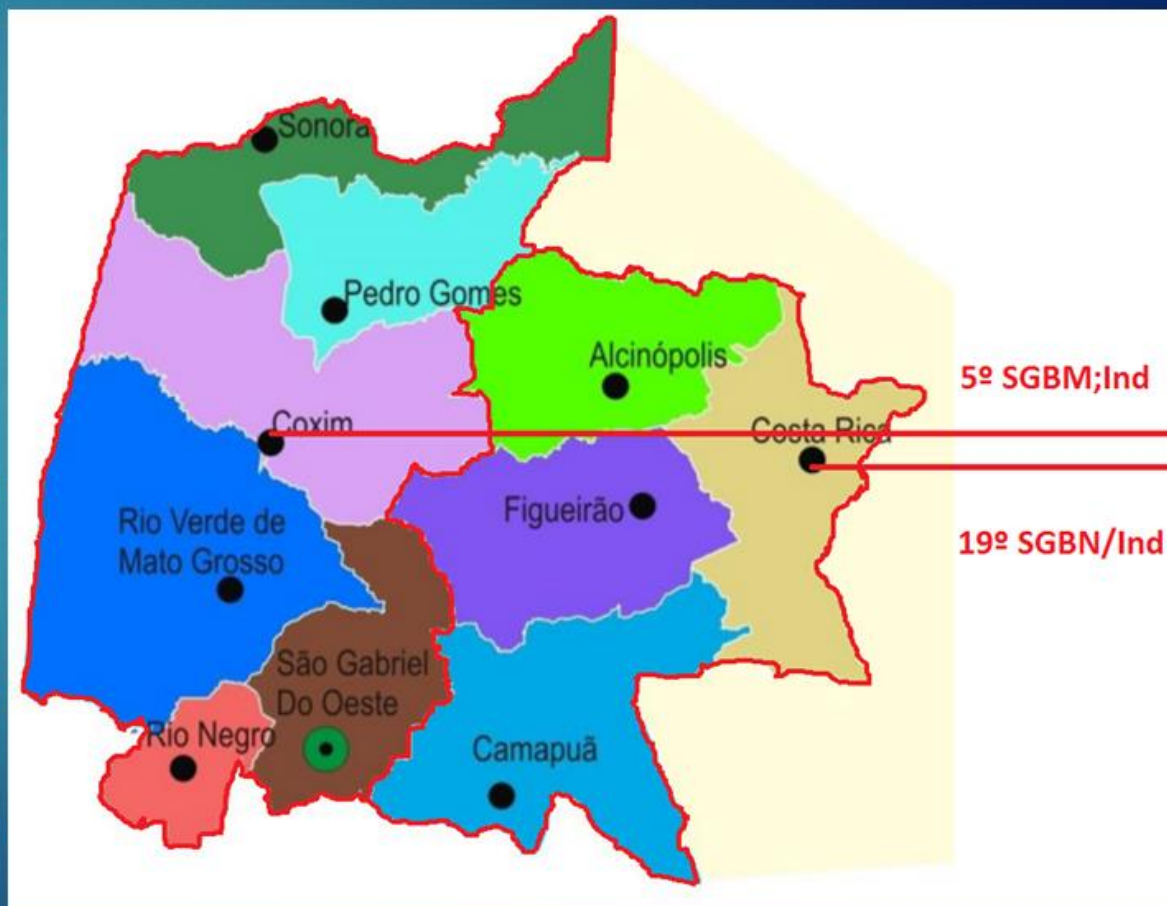 Sonora
Pedro Gomes
Alcinópolis
5º SGBM;Ind
Coxim
Costa Rica
Figueirão
Rio Verde de
Mato Grosso
19º SGBN/Ind
São Gabriel
Do Oeste
Rio Negro
Camapuã